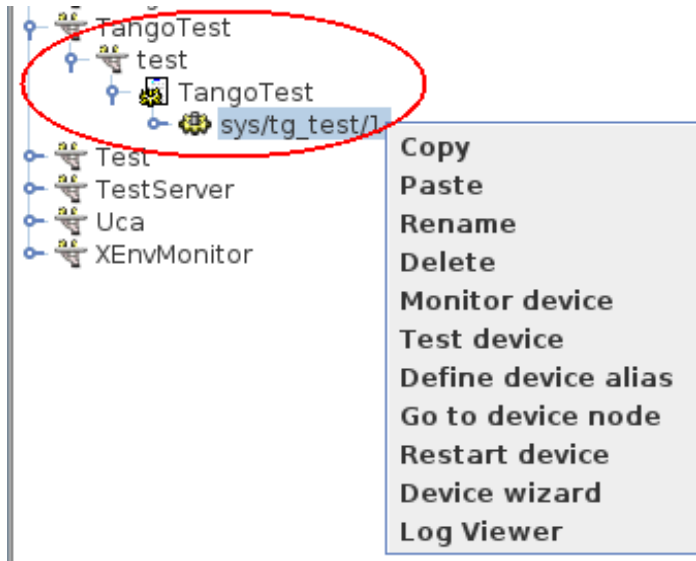 TangoTest
test
TangoTest
sys/tg_test/1
Test
TestServer
Uca
XEnvMonitor
Copy
Paste
Rename
Delete
Monitor device
Test device
Define device alias
Go to device node
Restart device
Device wizard
Log Viewer